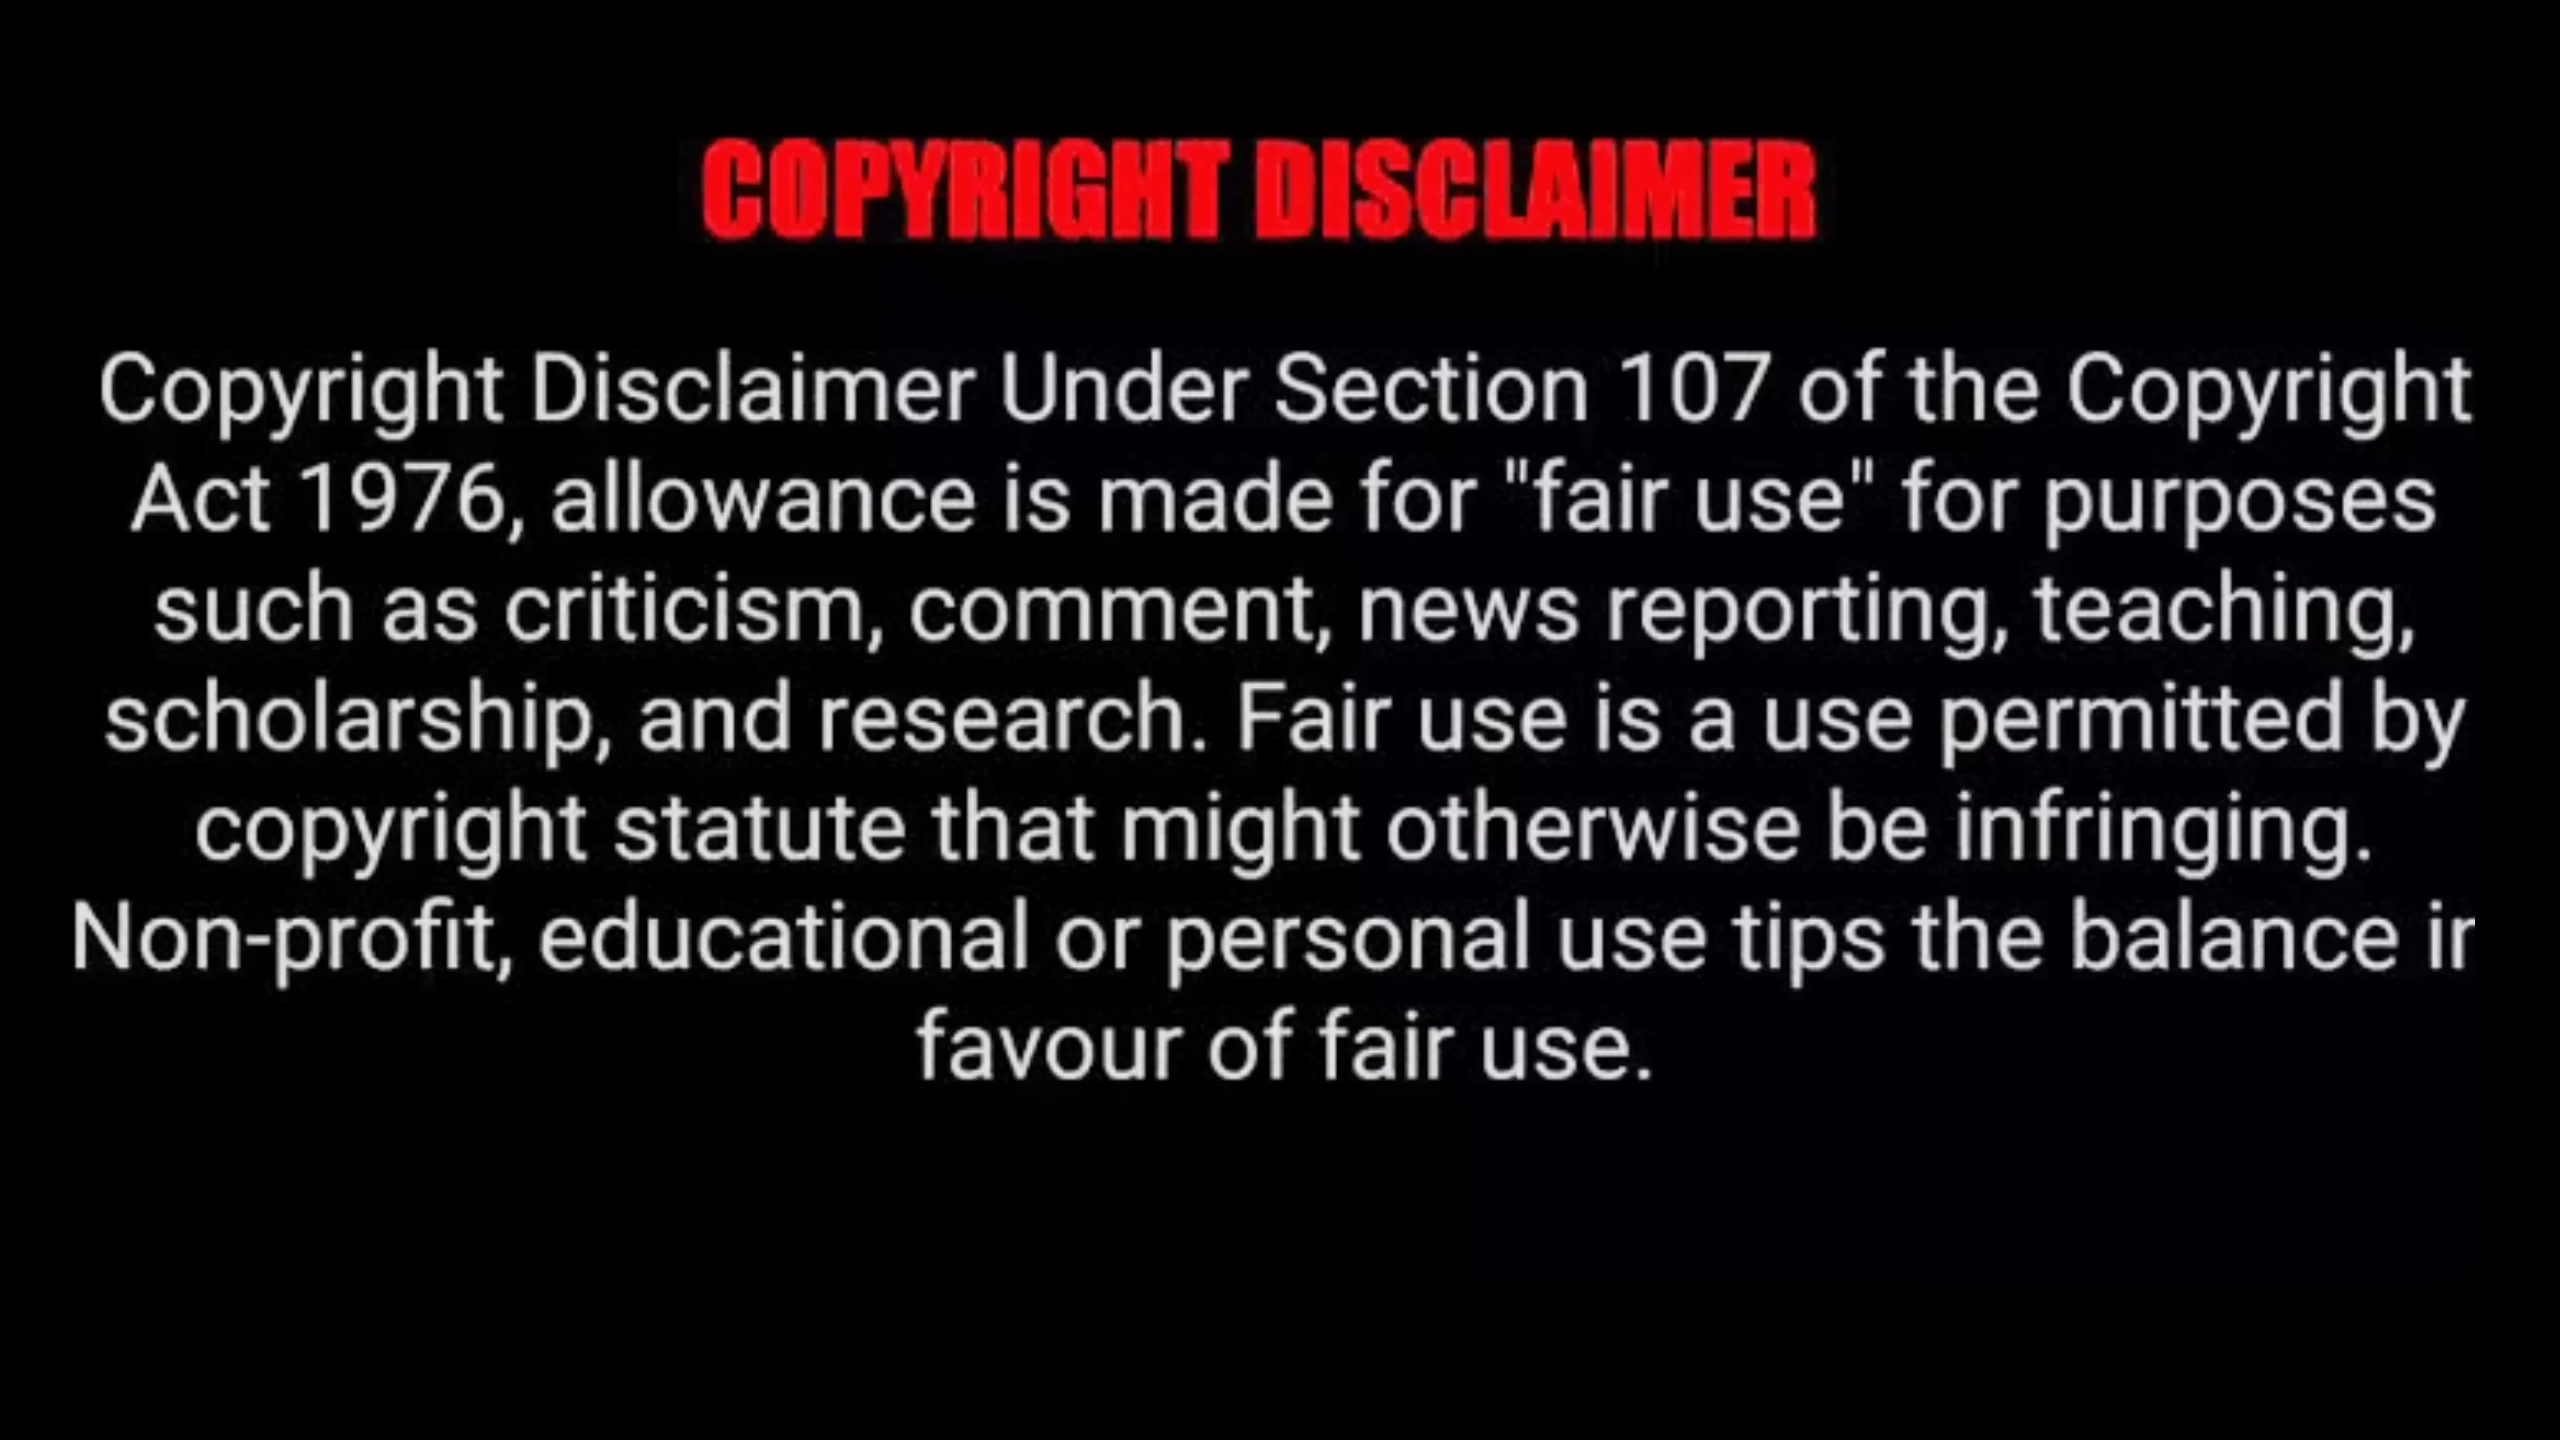 COPYRIGHT DISCLAIMER
Copyright Disclaimer Under Section 107 of the Copyright
Act 1976, allowance is made for "fair use" for purposes
such as criticism, comment, news reporting, teaching,
scholarship, and research. Fair use is a use permitted by
copyright statute that might otherwise be infringing.
Non-profit, educational or personal use tips the balance in
favour of fair use.